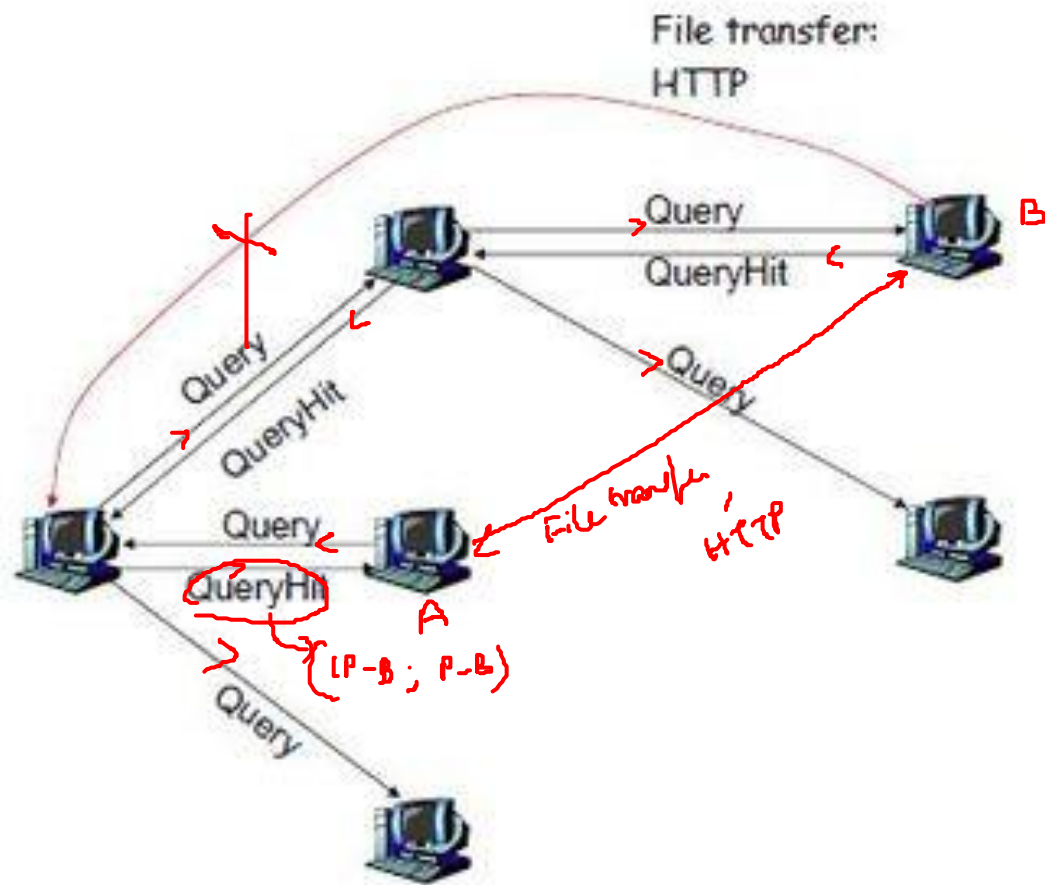 File transfer:
HTTP
Query
B
QueryHit
Query
Query
QueryHit
Query
File transfer, HTTP
QueryHit
A
(IP-B ; P-B)
Query